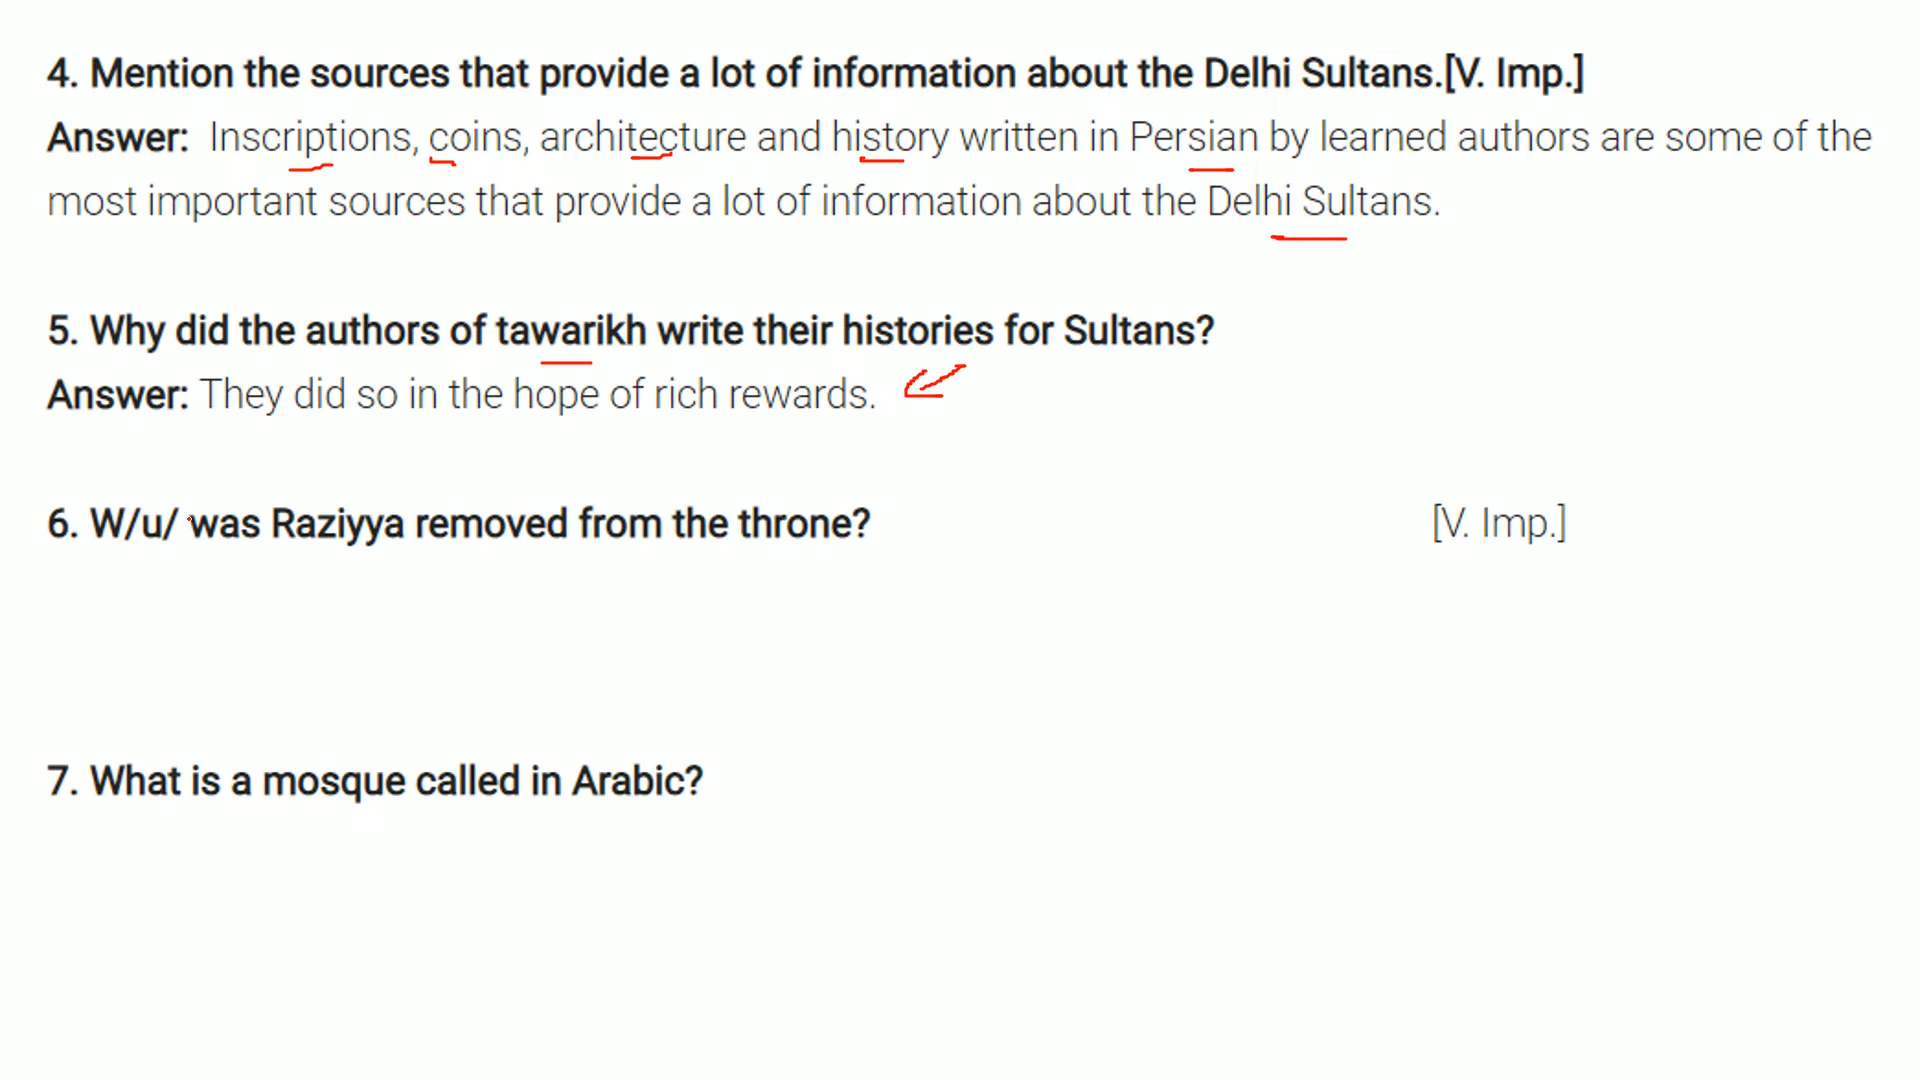 4. Mention the sources that provide a lot of information about the Delhi Sultans.[V. Imp.]
Answer: Inscriptions, coins, architecture and history written in Persian by learned authors are some of the
most important sources that provide a lot of information about the Delhi Sultans.
5. Why did the authors of tawarikh write their histories for Sultans?
Answer: They did so in the hope of rich rewards.
6. W/u/ was Raziyya removed from the throne? [V. Imp.]
7. What is a mosque called in Arabic?